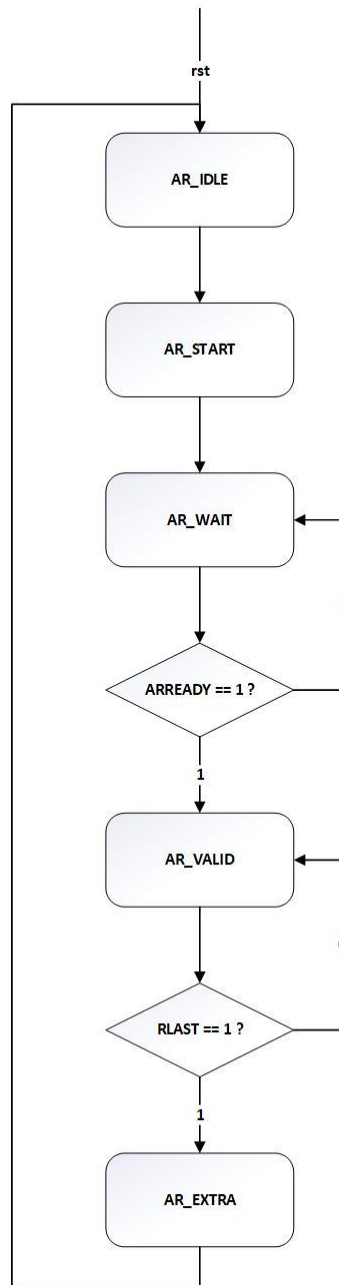 rst
AR_IDLE
AR_START
AR_WAIT
ARREADY == 1 ?
1
AR_VALID
RLAST == 1 ?
1
AR_EXTRA